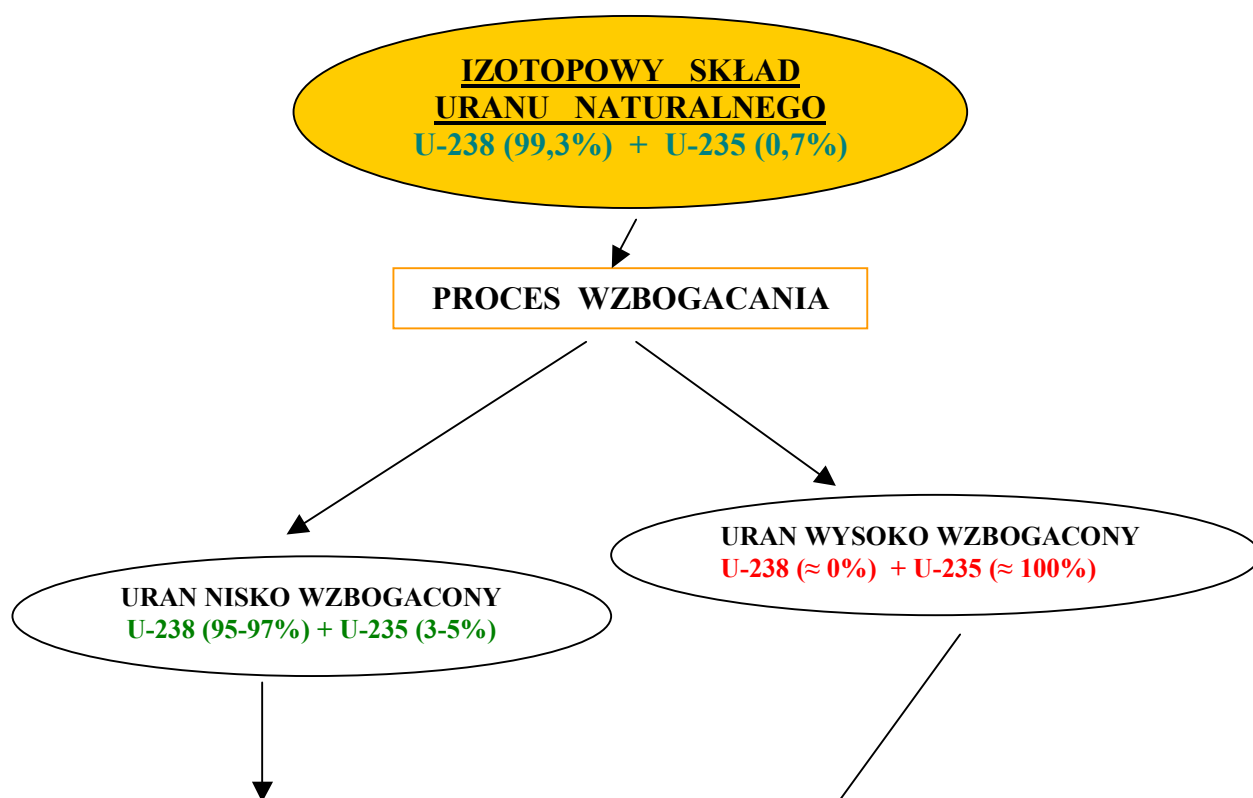 IZOTOPOWY SKŁAD
URANU NATURALNEGO
U-238 (99,3%) + U-235 (0,7%)
PROCES WZBOGACANIA
URAN WYSOKO WZBOGACONY
U-238 (≈ 0%) + U-235 (≈ 100%)
URAN NISKO WZBOGACONY
U-238 (95-97%) + U-235 (3-5%)